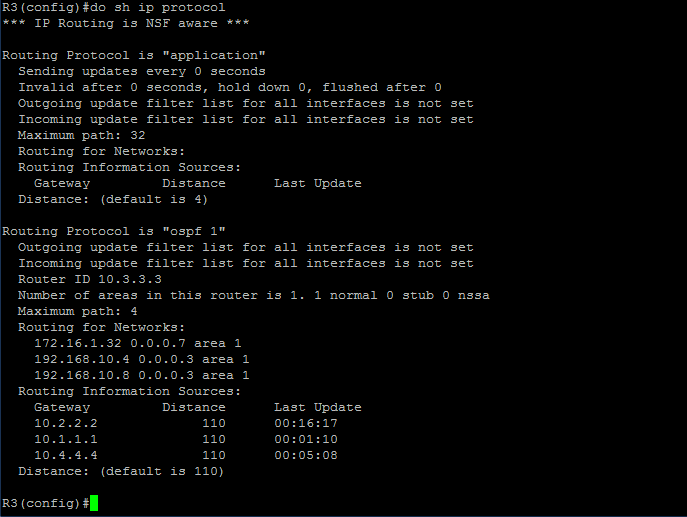 R3(config)#do sh ip protocol
*** IP Routing is NSF aware ***
Routing Protocol is "application"
  Sending updates every 0 seconds
  Invalid after 0 seconds, hold down 0, flushed after 0
  Outgoing update filter list for all interfaces is not set
  Incoming update filter list for all interfaces is not set
  Maximum path: 32
  Routing for Networks:
  Routing Information Sources:
    Gateway         Distance      Last Update
  Distance: (default is 4)
Routing Protocol is "ospf 1"
  Outgoing update filter list for all interfaces is not set
  Incoming update filter list for all interfaces is not set
  Router ID 10.3.3.3
  Number of areas in this router is 1. 1 normal 0 stub 0 nssa
  Maximum path: 4
  Routing for Networks:
    172.16.1.32 0.0.0.7 area 1
    192.168.10.4 0.0.0.3 area 1
    192.168.10.8 0.0.0.3 area 1
  Routing Information Sources:
    Gateway         Distance      Last Update
    10.2.2.2             110      00:16:17
    10.1.1.1             110      00:01:10
    10.4.4.4             110      00:05:08
  Distance: (default is 110)
R3(config)#